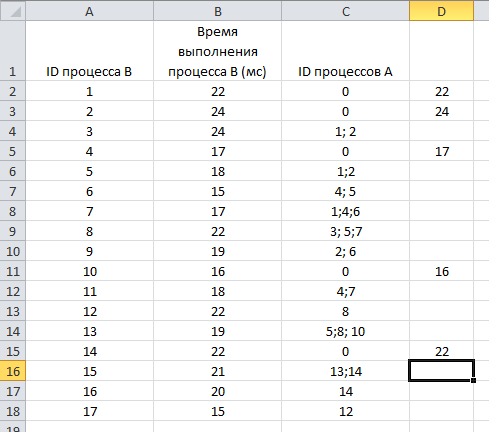 A B C D
1 ID процесса B Время выполнения процесса B (мс) ID процессов A
2 1 22 0 22
3 2 24 0 24
4 3 24 1; 2
5 4 17 0 17
6 5 18 1;2
7 6 15 4; 5
8 7 17 1;4;6
9 8 22 3; 5;7
10 9 19 2; 6
11 10 16 0 16
12 11 18 4;7
13 12 22 8
14 13 19 5;8; 10
15 14 22 0 22
16 15 21 13;14
17 16 20 14
18 17 15 12
19